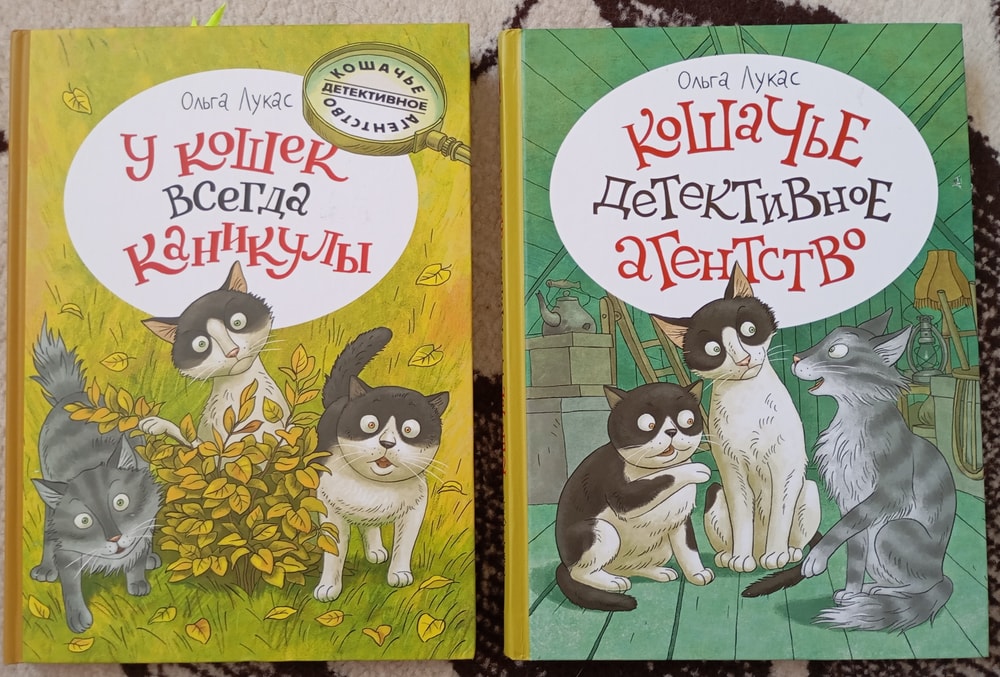 Ольга Лукас
У КОШЕК
ВСЕГДА
КАНИКУЛЫ
КОШАЧЬЕ
ДЕТЕКТИВНОЕ
АГЕНТСТВО
Ольга Лукас
КОШАЧЬЕ
ДЕТЕКТИВНОЕ
АГЕНТСТВО